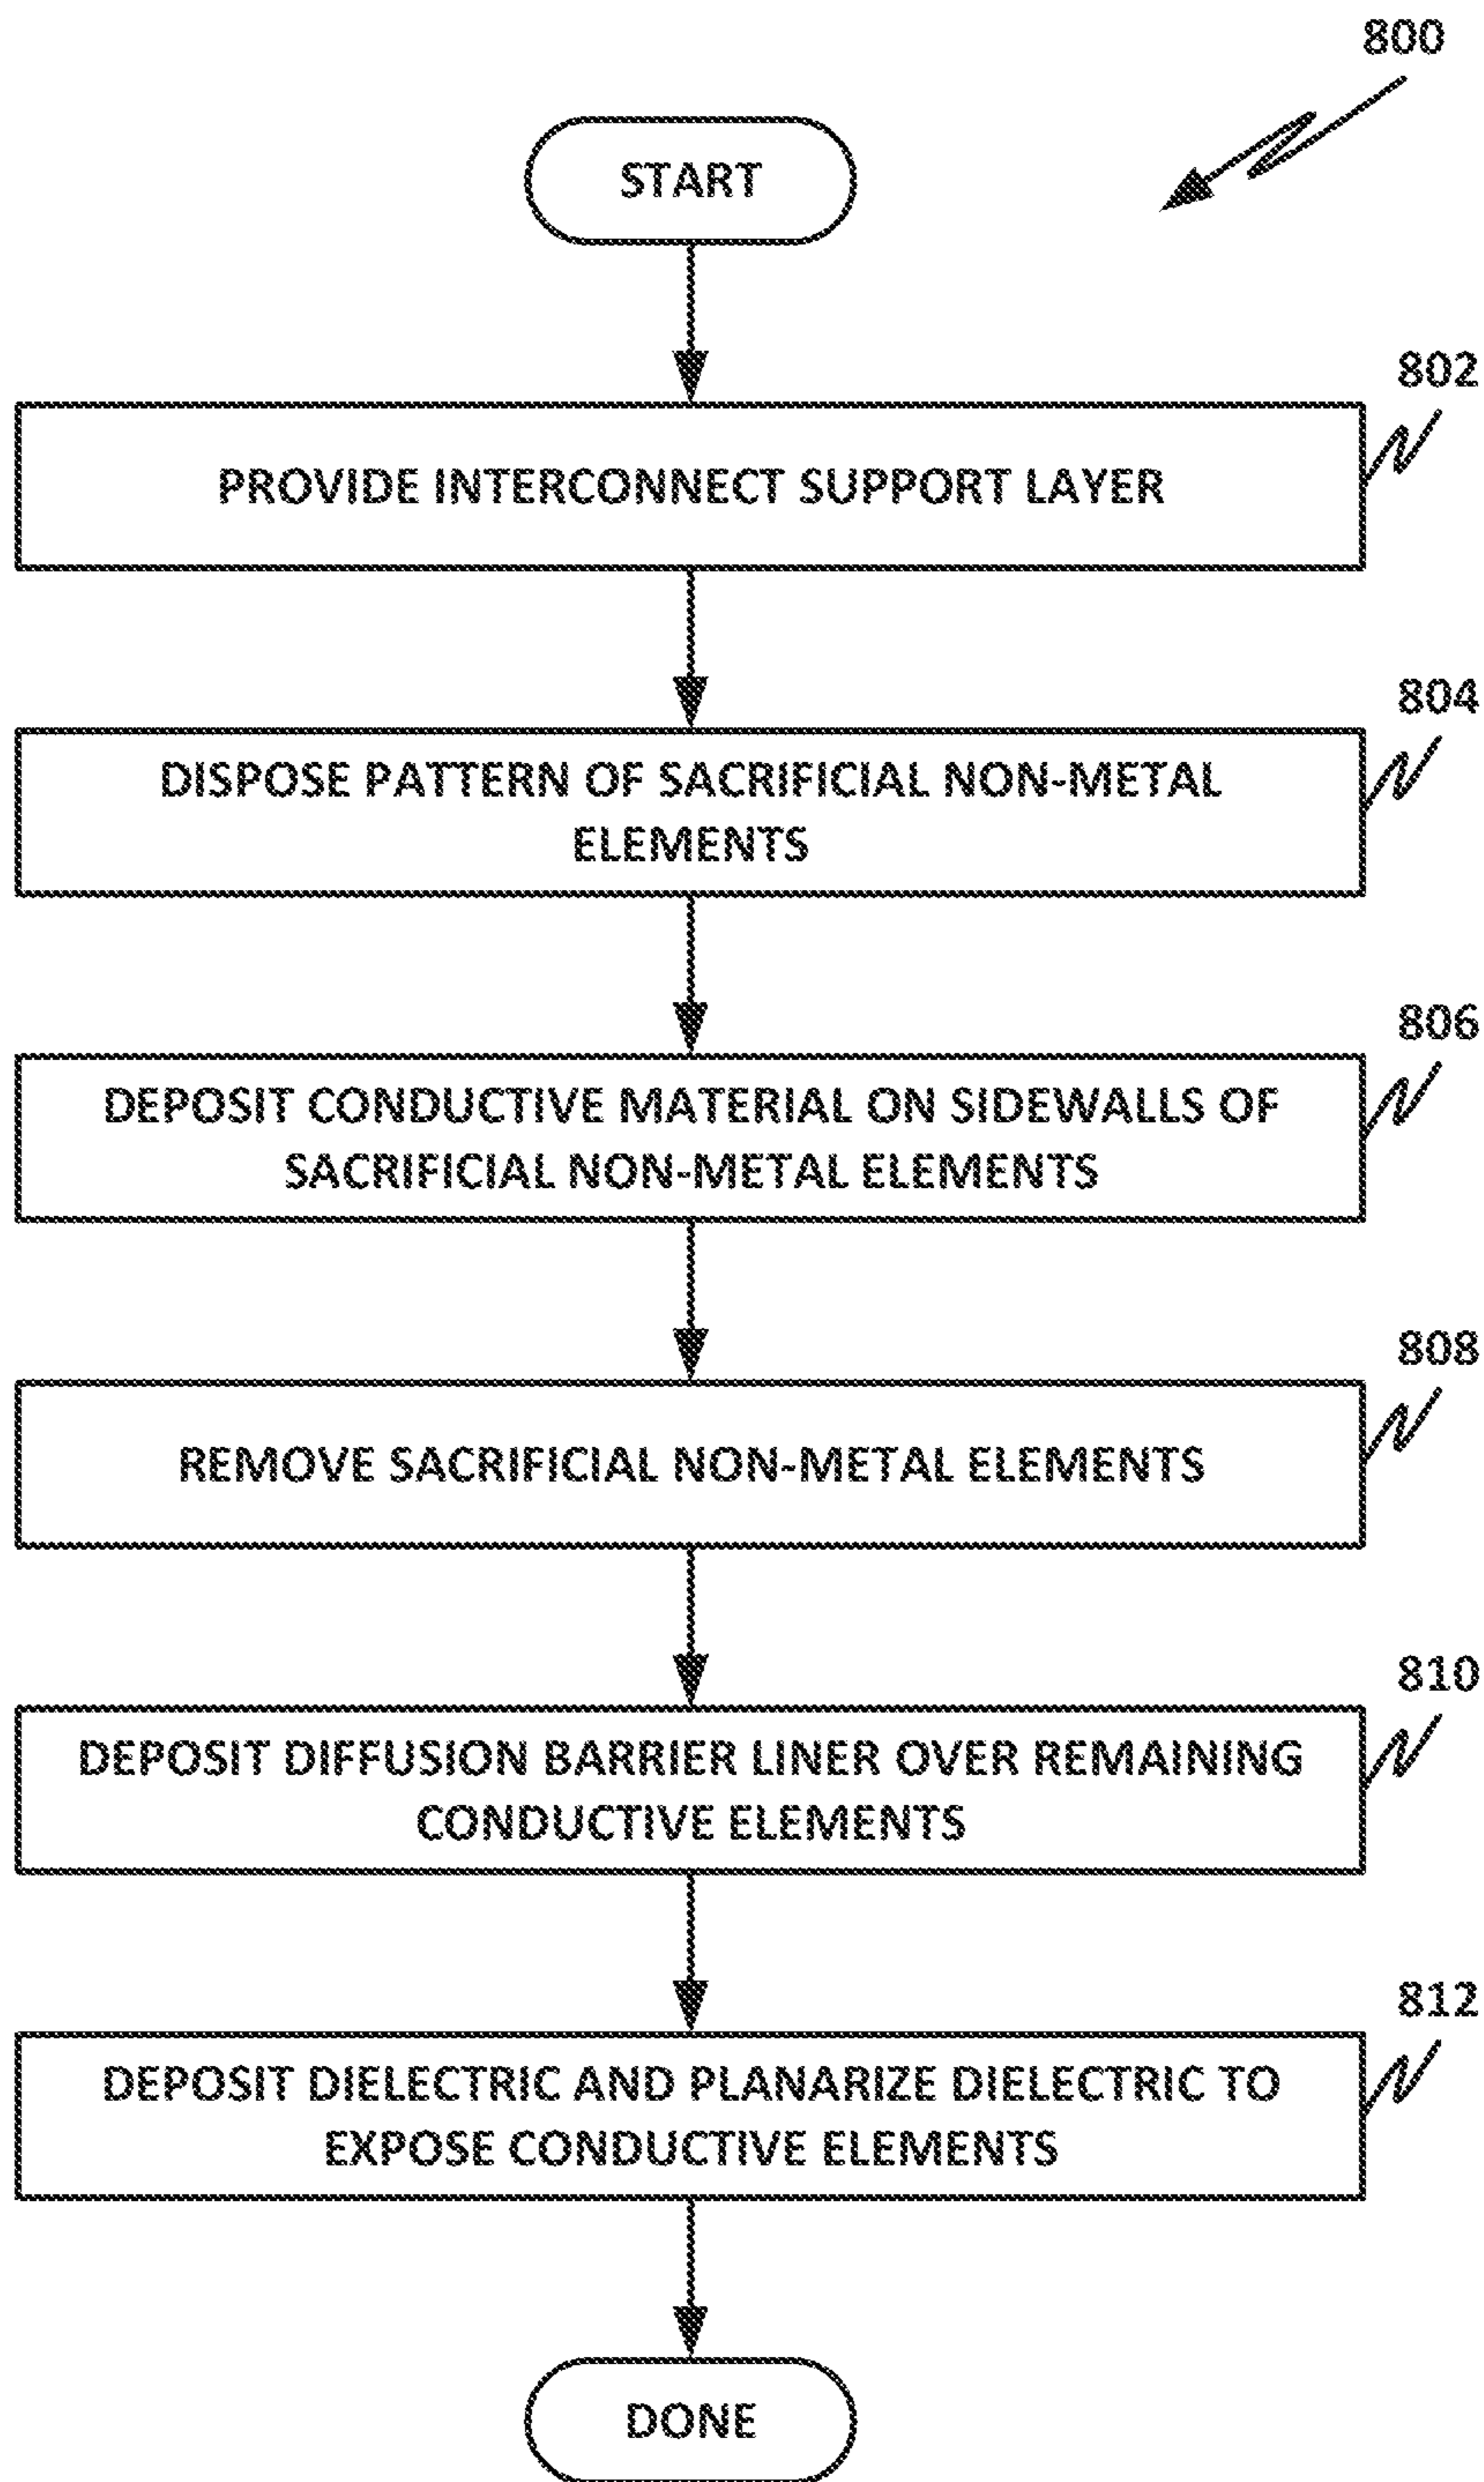 800
START
802
PROVIDE INTERCONNECT SUPPORT LAYER
804
DISPOSE PATTERN OF SACRIFICIAL NON-METAL
ELEMENTS
806
DEPOSIT CONDUCTIVE MATERIAL ON SIDEWALLS OF
SACRIFICIAL NON-METAL ELEMENTS
808
REMOVE SACRIFICIAL NON-METAL ELEMENTS
810
DEPOSIT DIFFUSION BARRIER LINER OVER REMAINING
CONDUCTIVE ELEMENTS
812
DEPOSIT DIELECTRIC AND PLANARIZE DIELECTRIC TO
EXPOSE CONDUCTIVE ELEMENTS
DONE